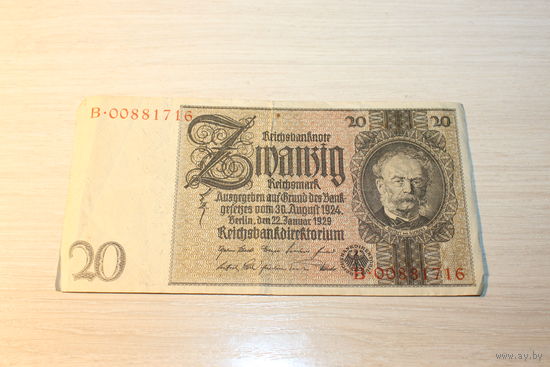 B·00881716
20 20
Reichsbanknote
Zwanzig
Reichsmark
Ausgegeben auf Grund des Bank-
gesetzes vom 30. August 1924
Berlin, den 22. Januar 1929
Reichsbankdirektorium
20
B·00881716
www.ay.by